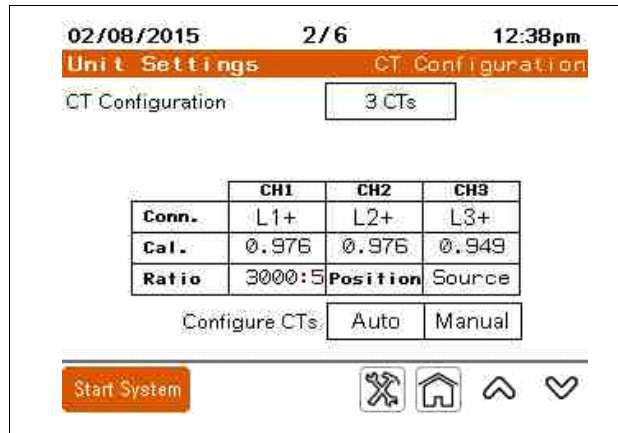 02/08/2015 2/6 12:38pm
Unit Settings CT Configuration
CT Configuration 3 CTs
CH1 CH2 CH3
Conn. L1+ L2+ L3+
Cal. 0.976 0.976 0.949
Ratio 3000:5 Position Source
Configure CTs Auto Manual
Start System